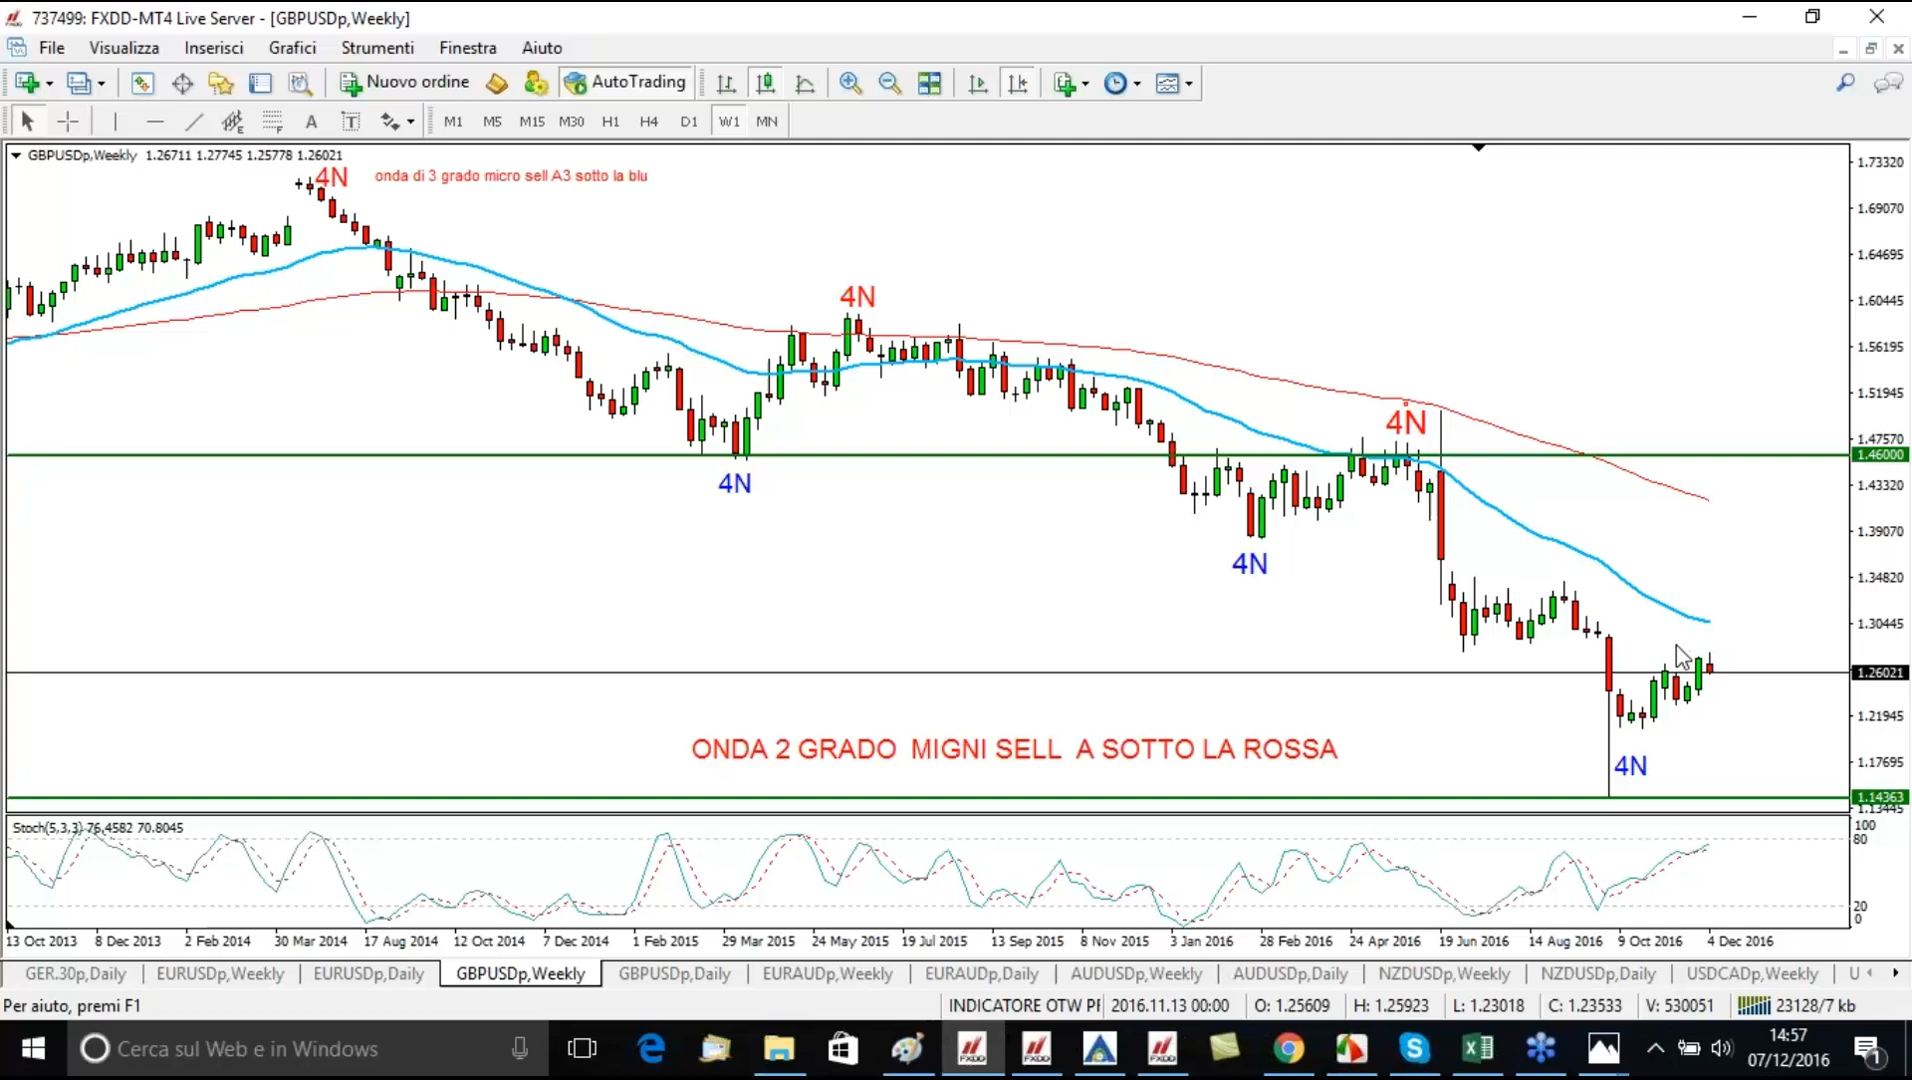 737499: FXDD-MT4 Live Server - [GBPUSDp,Weekly]
File Visualizza Inserisci Grafici Strumenti Finestra Aiuto
Nuovo ordine AutoTrading
M1 M5 M15 M30 H1 H4 D1 W1 MN
GBPUSDp,Weekly 1.26711 1.27745 1.25778 1.26021
4N onda di 3 grado micro sell A3 sotto la blu
1.73320
1.69070
1.64695
1.60445
4N
1.56195
1.51945
4N
1.47570
1.46000
4N
1.43320
1.39070
4N
1.34820
1.30445
1.26021
1.21945
ONDA 2 GRADO MIGNI SELL A SOTTO LA ROSSA
4N
1.17695
1.14363
1.13445
Stoch(5,3,3) 76.4582 70.8045
100
80
20
0
13 Oct 2013 8 Dec 2013 2 Feb 2014 30 Mar 2014 17 Aug 2014 12 Oct 2014 7 Dec 2014 1 Feb 2015 29 Mar 2015 24 May 2015 19 Jul 2015 13 Sep 2015 8 Nov 2015 3 Jan 2016 28 Feb 2016 24 Apr 2016 19 Jun 2016 14 Aug 2016 9 Oct 2016 4 Dec 2016
GER.30p,Daily EURUSDp,Weekly EURUSDp,Daily GBPUSDp,Weekly GBPUSDp,Daily EURAUDp,Weekly EURAUDp,Daily AUDUSDp,Weekly AUDUSDp,Daily NZDUSDp,Weekly NZDUSDp,Daily USDCADp,Weekly U
Per aiuto, premi F1 INDICATORE OTW PF 2016.11.13 00:00 O: 1.25609 H: 1.25923 L: 1.23018 C: 1.23533 V: 530051 23128/7 kb
Cerca sul Web e in Windows
14:57
07/12/2016
1